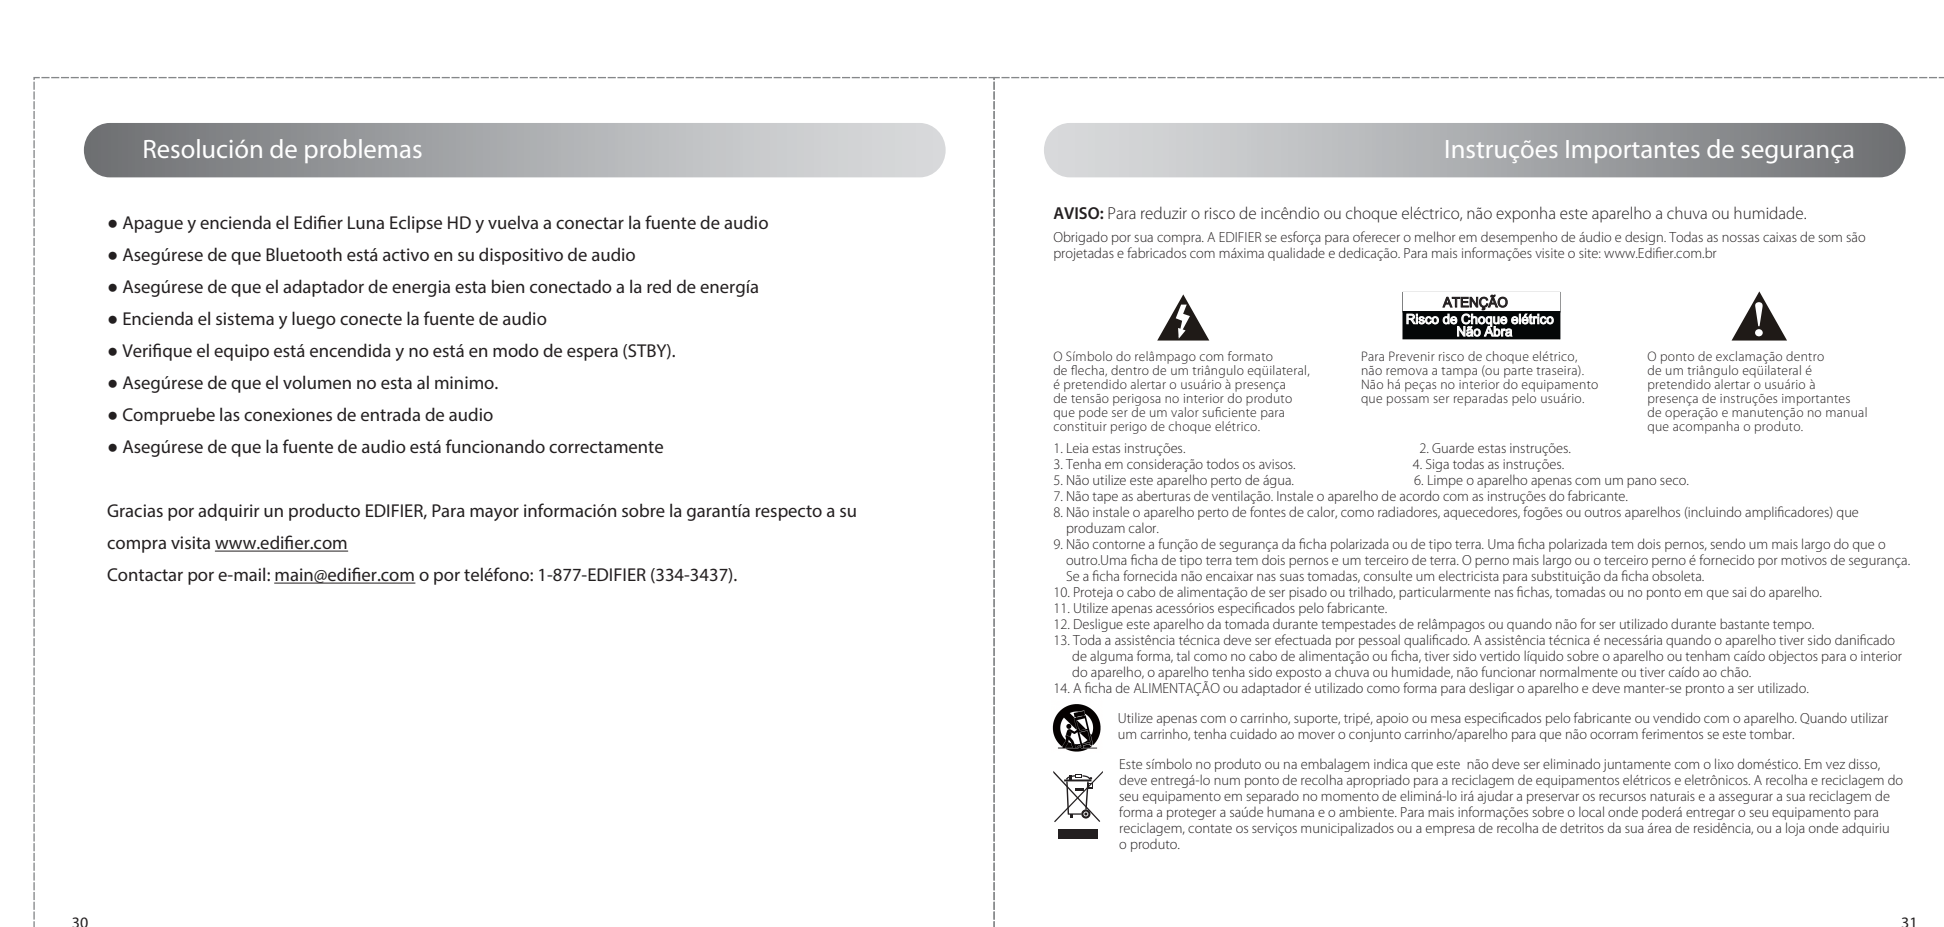 Resolución de problemas
● Apague y encienda el Edifier Luna Eclipse HD y vuelva a conectar la fuente de audio
● Asegúrese de que Bluetooth está activo en su dispositivo de audio
● Asegúrese de que el adaptador de energia esta bien conectado a la red de energía
● Encienda el sistema y luego conecte la fuente de audio
● Verifique el equipo está encendida y no está en modo de espera (STBY).
● Asegúrese de que el volumen no esta al minimo.
● Compruebe las conexiones de entrada de audio
● Asegúrese de que la fuente de audio está funcionando correctamente
Gracias por adquirir un producto EDIFIER, Para mayor información sobre la garantía respecto a su
compra visita www.edifier.com
Contactar por e-mail: main@edifier.com o por teléfono: 1-877-EDIFIER (334-3437).
30
Instruções Importantes de segurança
AVISO: Para reduzir o risco de incêndio ou choque eléctrico, não exponha este aparelho a chuva ou humidade.
Obrigado por sua compra. A EDIFIER se esforça para oferecer o melhor em desempenho de áudio e design. Todas as nossas caixas de som são
projetadas e fabricados com máxima qualidade e dedicação. Para mais informações visite o site: www.Edifier.com.br
O Símbolo do relâmpago com formato
de flecha, dentro de um triângulo eqüilateral,
é pretendido alertar o usuário à presença
de tensão perigosa no interior do produto
que pode ser de um valor suficiente para
constituir perigo de choque elétrico.
ATENÇÃO
Risco de Choque elétrico
Não Abra
Para Prevenir risco de choque elétrico,
não remova a tampa (ou parte traseira).
Não há peças no interior do equipamento
que possam ser reparadas pelo usuário.
O ponto de exclamação dentro
de um triângulo eqüilateral é
pretendido alertar o usuário à
presença de instruções importantes
de operação e manutenção no manual
que acompanha o produto.
1. Leia estas instruções. 2. Guarde estas instruções.
3. Tenha em consideração todos os avisos. 4. Siga todas as instruções.
5. Não utilize este aparelho perto de água. 6. Limpe o aparelho apenas com um pano seco.
7. Não tape as aberturas de ventilação. Instale o aparelho de acordo com as instruções do fabricante.
8. Não instale o aparelho perto de fontes de calor, como radiadores, aquecedores, fogões ou outros aparelhos (incluindo amplificadores) que
produzam calor.
9. Não contorne a função de segurança da ficha polarizada ou de tipo terra. Uma ficha polarizada tem dois pernos, sendo um mais largo do que o
outro.Uma ficha de tipo terra tem dois pernos e um terceiro de terra. O perno mais largo ou o terceiro perno é fornecido por motivos de segurança.
Se a ficha fornecida não encaixar nas suas tomadas, consulte um electricista para substituição da ficha obsoleta.
10. Proteja o cabo de alimentação de ser pisado ou trilhado, particularmente nas fichas, tomadas ou no ponto em que sai do aparelho.
11. Utilize apenas acessórios especificados pelo fabricante.
12. Desligue este aparelho da tomada durante tempestades de relâmpagos ou quando não for ser utilizado durante bastante tempo.
13. Toda a assistência técnica deve ser efectuada por pessoal qualificado. A assistência técnica é necessária quando o aparelho tiver sido danificado
de alguma forma, tal como no cabo de alimentação ou ficha, tiver sido vertido líquido sobre o aparelho ou tenham caído objectos para o interior
do aparelho, o aparelho tenha sido exposto a chuva ou humidade, não funcionar normalmente ou tiver caído ao chão.
14. A ficha de ALIMENTAÇÃO ou adaptador é utilizado como forma para desligar o aparelho e deve manter-se pronto a ser utilizado.
Utilize apenas com o carrinho, suporte, tripé, apoio ou mesa especificados pelo fabricante ou vendido com o aparelho. Quando utilizar
um carrinho, tenha cuidado ao mover o conjunto carrinho/aparelho para que não ocorram ferimentos se este tombar.
Este símbolo no produto ou na embalagem indica que este não deve ser eliminado juntamente com o lixo doméstico. Em vez disso,
deve entregá-lo num ponto de recolha apropriado para a reciclagem de equipamentos elétricos e eletrônicos. A recolha e reciclagem do
seu equipamento em separado no momento de eliminá-lo irá ajudar a preservar os recursos naturais e a assegurar a sua reciclagem de
forma a proteger a saúde humana e o ambiente. Para mais informações sobre o local onde poderá entregar o seu equipamento para
reciclagem, contate os serviços municipalizados ou a empresa de recolha de detritos da sua área de residência, ou a loja onde adquiriu
o produto.
31